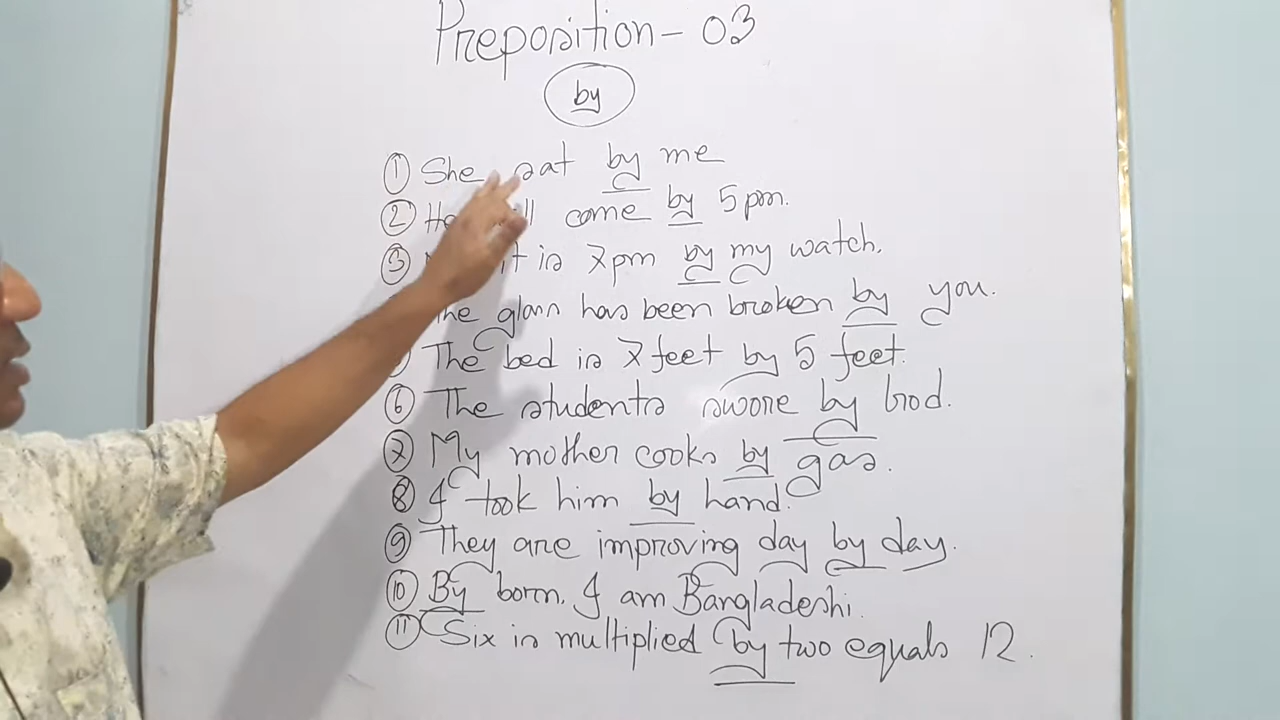 Preposition - 03
by
① She sat by me
② come by 5 pm.
③ it is 7pm by my watch.
The glass has been broken by you.
The bed is 7 feet by 5 feet.
⑥ The students swore by God.
⑦ My mother cooks by gas.
⑧ I took him by hand.
⑨ They are improving day by day.
⑩ By born. I am Bangladeshi.
⑪ Six is multiplied by two equals 12.